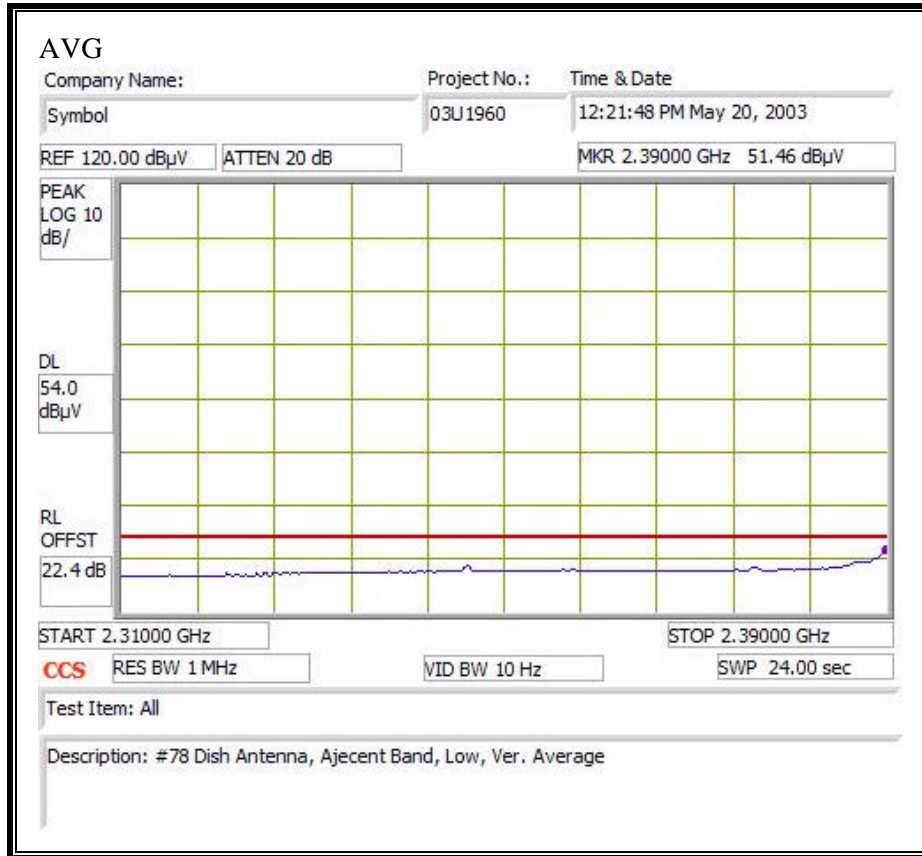 AVG
Company Name: Project No.: Time & Date
Symbol 03U1960 12:21:48 PM May 20, 2003
REF 120.00 dBµV ATTEN 20 dB MKR 2.39000 GHz 51.46 dBµV
PEAK
LOG 10
dB/
DL
54.0
dBµV
RL
OFFST
22.4 dB
START 2.31000 GHz STOP 2.39000 GHz
CCS RES BW 1 MHz VID BW 10 Hz SWP 24.00 sec
Test Item: All
Description: #78 Dish Antenna, Ajecent Band, Low, Ver. Average